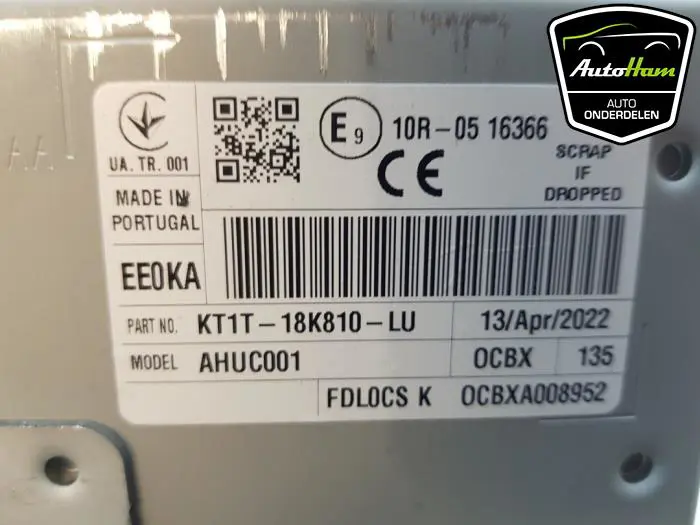 AutoHam
AUTO
ONDERDELEN
UA. TR. 001
E9
10R-05 16366
CE
SCRAP
IF
DROPPED
MADE IN
PORTUGAL
EE0KA
PART NO. KT1T-18K810-LU 13/Apr/2022
MODEL AHUC001 OCBX 135
FDL0CS K OCBXA008952